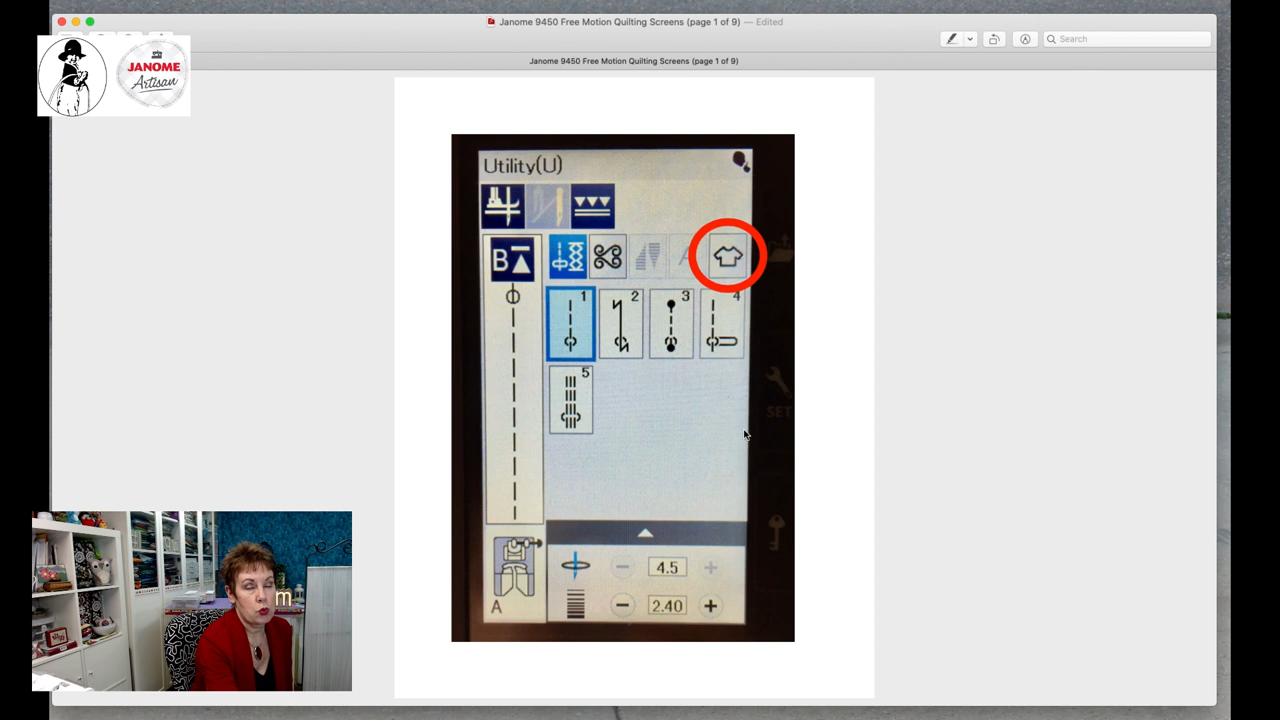 Janome 9450 Free Motion Quilting Screens (page 1 of 9) — Edited
Search
Janome 9450 Free Motion Quilting Screens (page 1 of 9)
JANOME
Artisan
Utility(U)
B
A
1
2
3
4
5
SET
4.5
2.40
A
m